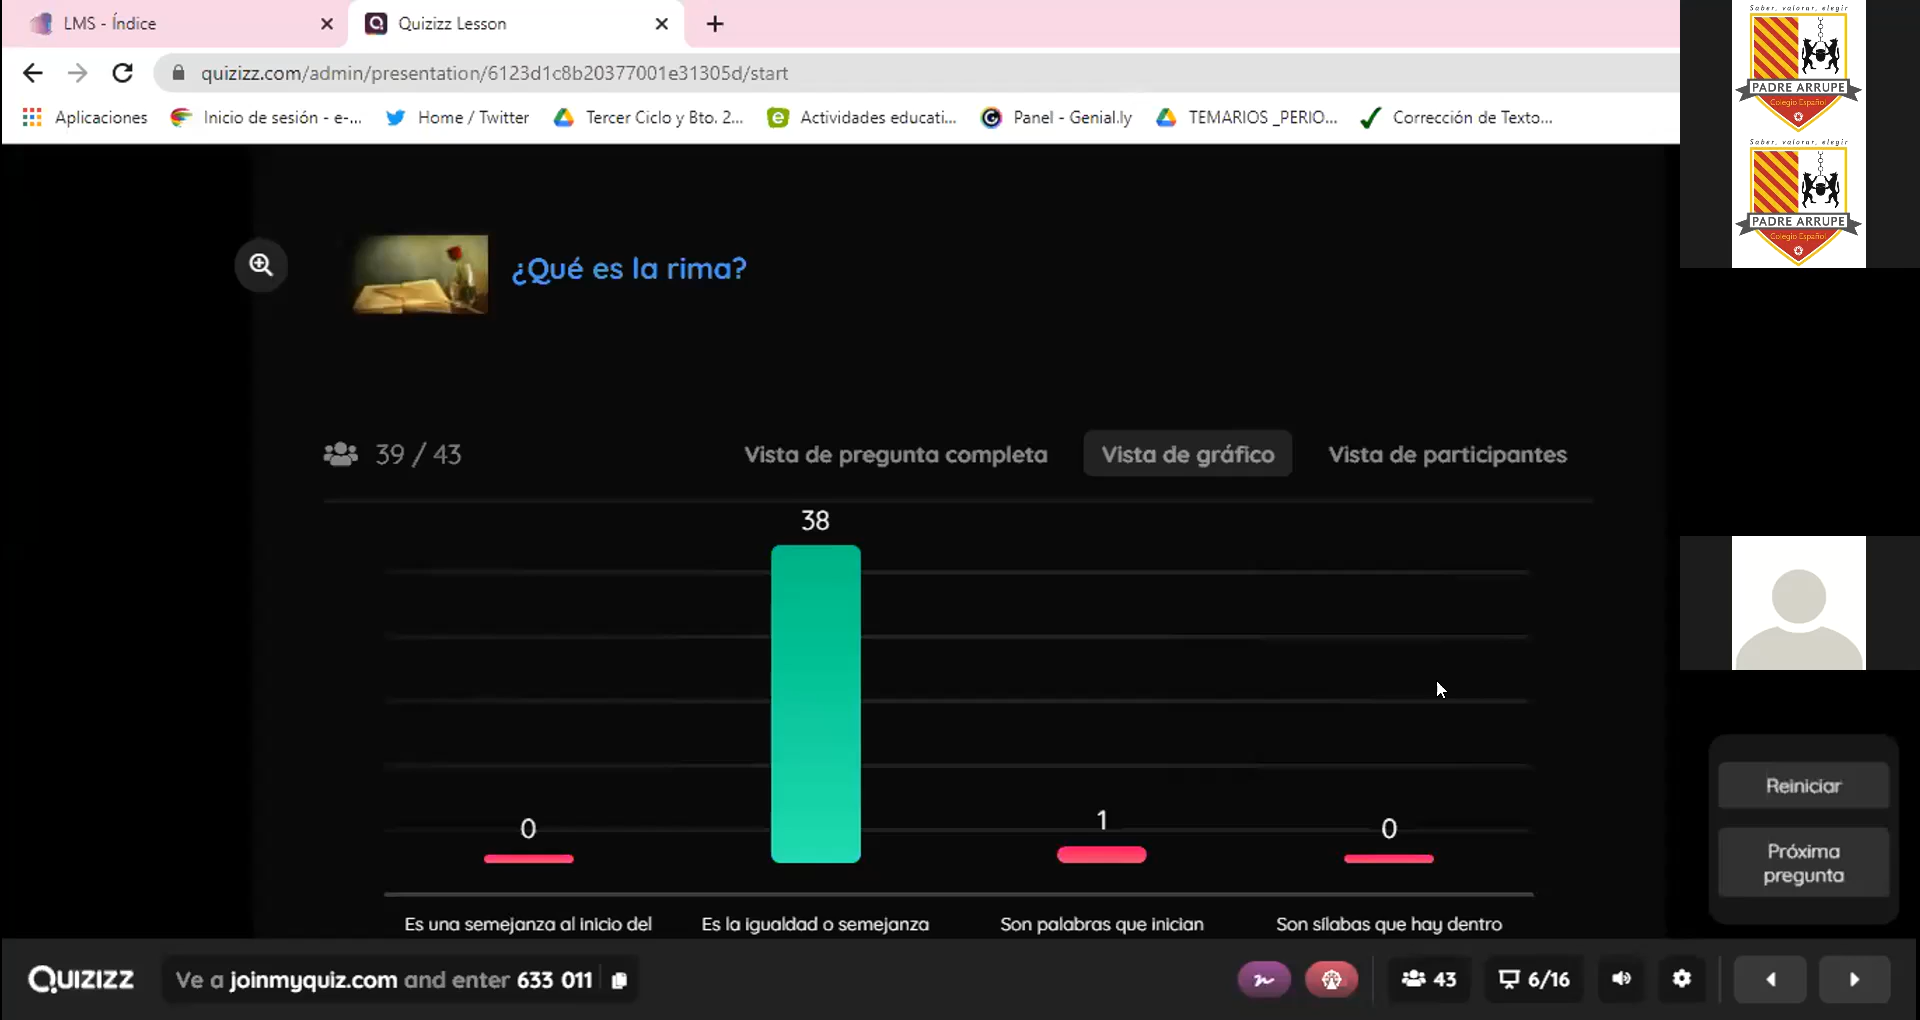 LMS - Índice
Quizizz Lesson
quizizz.com/admin/presentation/6123d1c8b20377001e31305d/start
Aplicaciones
Inicio de sesión - e-...
Home / Twitter
Tercer Ciclo y Bto. 2...
Actividades educati...
Panel - Genial.ly
TEMARIOS _PERIO...
Corrección de Texto...
Saber, valorar, elegir
PADRE ARRUPE
Colegio Español
Saber, valorar, elegir
PADRE ARRUPE
Colegio Español
¿Qué es la rima?
39 / 43
Vista de pregunta completa
Vista de gráfico
Vista de participantes
38
0
1
0
Es una semejanza al inicio del
Es la igualdad o semejanza
Son palabras que inician
Son sílabas que hay dentro
Reiniciar
Próxima
pregunta
QUIZIZZ
Ve a joinmyquiz.com and enter 633 011
43
6/16